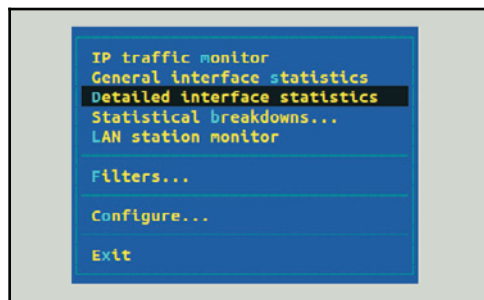 IP traffic monitor
General interface statistics
Detailed interface statistics
Statistical breakdowns...
LAN station monitor
Filters...
Configure...
Exit